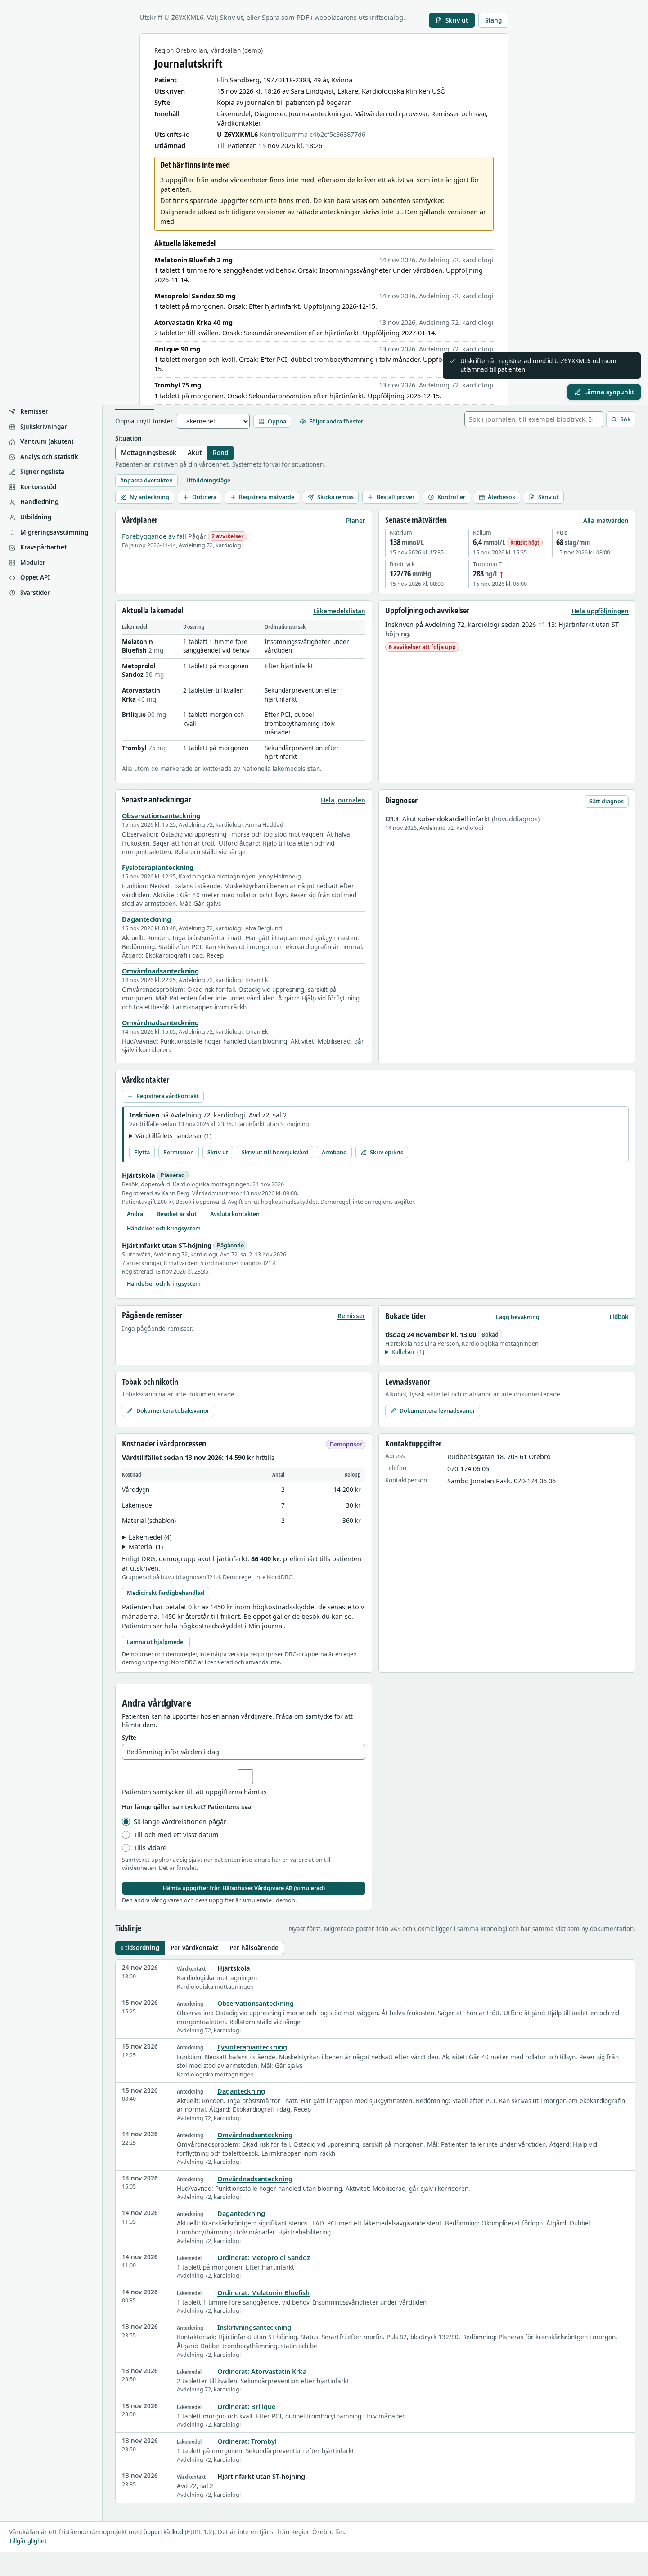 Utskrift U-Z6YXKML6. Välj Skriv ut, eller Spara som PDF i webbläsarens utskriftsdialog.
Skriv ut
Stäng
Region Örebro län, Vårdkällan (demo)
Journalutskrift
Patient Elin Sandberg, 19770118-2383, 49 år, Kvinna
Utskriven 15 nov 2026 kl. 18:26 av Sara Lindqvist, Läkare, Kardiologiska kliniken USÖ
Syfte Kopia av journalen till patienten på begäran
Innehåll Läkemedel, Diagnoser, Journalanteckningar, Mätvärden och provsvar, Remisser och svar,
Vårdkontakter
Utskrifts-id U-Z6YXKML6 Kontrollsumma c4b2cf5c363877d6
Utlämnad Till Patienten 15 nov 2026 kl. 18:26
Det här finns inte med
3 uppgifter från andra vårdenheter finns inte med, eftersom de kräver ett aktivt val som inte är gjort för
patienten.
Det finns spärrade uppgifter som inte finns med. De kan bara visas om patienten samtycker.
Osignerade utkast och tidigare versioner av rättade anteckningar skrivs inte ut. Den gällande versionen är
med.
Aktuella läkemedel
Melatonin Bluefish 2 mg 14 nov 2026, Avdelning 72, kardiologi
1 tablett 1 timme före sänggåendet vid behov. Orsak: Insomningssvårigheter under vårdtiden. Uppföljning
2026-11-14.
Metoprolol Sandoz 50 mg 14 nov 2026, Avdelning 72, kardiologi
1 tablett på morgonen. Orsak: Efter hjärtinfarkt. Uppföljning 2026-12-15.
Atorvastatin Krka 40 mg 13 nov 2026, Avdelning 72, kardiologi
2 tabletter till kvällen. Orsak: Sekundärprevention efter hjärtinfarkt. Uppföljning 2027-01-14.
Brilique 90 mg 13 nov 2026, Avdelning 72, kardiologi
1 tablett morgon och kväll. Orsak: Efter PCI, dubbel trombocythämning i tolv månader.
15.
Trombyl 75 mg 13 nov 2026, Avdelning 72, kardiologi
1 tablett på morgonen. Orsak: Sekundärprevention efter hjärtinfarkt. Uppföljning 2026-12-15.
Utskriften är registrerad med id U-Z6YXKML6 och som
utlämnad till patienten.
Lämna synpunkt
Remisser
Sjukskrivningar
Väntrum (akuten)
Analys och statistik
Signeringslista
Kontorsstöd
Handledning
Utbildning
Migreringsavstämning
Kravspårbarhet
Moduler
Öppet API
Svarstider
Öppna i nytt fönster
Läkemedel
Öppna
Följer andra fönster
Sök i journalen, till exempel blodtryck, I
Sök
Situation
Mottagningsbesök
Akut
Rond
Patienten är inskriven på din vårdenhet. Systemets förval för situationen.
Anpassa översikten
Utbildningsläge
Ny anteckning
Ordinera
Registrera mätvärde
Skicka remiss
Beställ prover
Kontroller
Återbesök
Skriv ut
Vårdplaner
Planer
Förebyggande av fall Pågår 2 avvikelser
Följs upp 2026-11-14, Avdelning 72, kardiologi
Senaste mätvärden
Alla mätvärden
Natrium
138 mmol/L
15 nov 2026 kl. 15:35
Kalium
6,4 mmol/L Kritiskt högt
15 nov 2026 kl. 15:35
Puls
68 slag/min
15 nov 2026 kl. 08:00
Blodtryck
122/76 mmHg
15 nov 2026 kl. 08:00
Troponin T
288 ng/L ↑
15 nov 2026 kl. 06:00
Aktuella läkemedel
Läkemedelslistan
Läkemedel Dosering Ordinationsorsak
Melatonin Bluefish 2 mg 1 tablett 1 timme före sänggåendet vid behov Insomningssvårigheter under vårdtiden
Metoprolol Sandoz 50 mg 1 tablett på morgonen Efter hjärtinfarkt
Atorvastatin Krka 40 mg 2 tabletter till kvällen Sekundärprevention efter hjärtinfarkt
Brilique 90 mg 1 tablett morgon och kväll Efter PCI, dubbel trombocythämning i tolv månader
Trombyl 75 mg 1 tablett på morgonen Sekundärprevention efter hjärtinfarkt
Alla utom de markerade är kvitterade av Nationella läkemedelslistan.
Uppföljning och avvikelser
Hela uppföljningen
Inskriven på Avdelning 72, kardiologi sedan 2026-11-13: Hjärtinfarkt utan ST-
höjning.
6 avvikelser att följa upp
Senaste anteckningar
Hela journalen
Observationsanteckning
15 nov 2026 kl. 15:25, Avdelning 72, kardiologi, Amira Haddad
Observation: Ostadig vid uppresning i morse och tog stöd mot väggen. Åt halva
frukosten. Säger att hon är trött. Utförd åtgärd: Hjälp till toaletten och vid
morgontoaletten. Rollatorn ställd vid sänge
Fysioterapianteckning
15 nov 2026 kl. 12:25, Kardiologiska mottagningen, Jenny Holmberg
Funktion: Nedsatt balans i stående. Muskelstyrkan i benen är något nedsatt efter
vårdtiden. Aktivitet: Går 40 meter med rollator och tillsyn. Reser sig från stol med
stöd av armstöden. Mål: Går självs
Daganteckning
15 nov 2026 kl. 08:40, Avdelning 72, kardiologi, Alva Berglund
Aktuellt: Ronden. Inga bröstsmärtor i natt. Har gått i trappan med sjukgymnasten.
Bedömning: Stabil efter PCI. Kan skrivas ut i morgon om ekokardiografin är normal.
Åtgärd: Ekokardiografi i dag. Recep
Omvårdnadsanteckning
14 nov 2026 kl. 22:25, Avdelning 72, kardiologi, Johan Ek
Omvårdnadsproblem: Ökad risk för fall. Ostadig vid uppresning, särskilt på
morgonen. Mål: Patienten faller inte under vårdtiden. Åtgärd: Hjälp vid förflyttning
och toalettbesök. Larmknappen inom räckh
Omvårdnadsanteckning
14 nov 2026 kl. 15:05, Avdelning 72, kardiologi, Johan Ek
Hud/vävnad: Punktionsställe höger handled utan blödning. Aktivitet: Mobiliserad, går
själv i korridoren.
Diagnoser
Sätt diagnos
I21.4 Akut subendokardiell infarkt (huvuddiagnos)
14 nov 2026, Avdelning 72, kardiologi
Vårdkontakter
Registrera vårdkontakt
Inskriven på Avdelning 72, kardiologi, Avd 72, sal 2
Vårdtillfälle sedan 13 nov 2026 kl. 23:35. Hjärtinfarkt utan ST-höjning
Vårdtillfällets händelser (1)
Flytta
Permission
Skriv ut
Skriv ut till hemsjukvård
Armband
Skriv epikris
Hjärtskola Planerad
Besök, öppenvård, Kardiologiska mottagningen. 24 nov 2026
Registrerad av Karin Berg, Vårdadministratör 13 nov 2026 kl. 09:00.
Patientavgift 200 kr. Besök i öppenvård. Avgift enligt högkostnadsskyddet. Demoregel, inte en regions avgifter.
Ändra
Besöket är slut
Avsluta kontakten
Händelser och kringsystem
Hjärtinfarkt utan ST-höjning Pågående
Slutenvård, Avdelning 72, kardiologi, Avd 72, sal 2. 13 nov 2026
7 anteckningar, 8 mätvärden, 5 ordinationer, diagnos I21.4
Registrerad 13 nov 2026 kl. 23:35.
Händelser och kringsystem
Pågående remisser
Remisser
Inga pågående remisser.
Bokade tider
Lägg bevakning
Tidbok
tisdag 24 november kl. 13.00 Bokad
Hjärtskola hos Lina Persson, Kardiologiska mottagningen
Kallelser (1)
Tobak och nikotin
Tobaksvanorna är inte dokumenterade.
Dokumentera tobaksvanor
Levnadsvanor
Alkohol, fysisk aktivitet och matvanor är inte dokumenterade.
Dokumentera levnadsvanor
Kostnader i vårdprocessen
Demopriser
Vårdtillfället sedan 13 nov 2026: 14 590 kr hittills
Kostnad Antal Belopp
Vårddygn 2 14 200 kr
Läkemedel 7 30 kr
Material (schablon) 2 360 kr
Läkemedel (4)
Material (1)
Enligt DRG, demogrupp akut hjärtinfarkt: 86 400 kr, preliminärt tills patienten
är utskriven.
Grupperad på huvuddiagnosen I21.4. Demoregel, inte NordDRG.
Medicinskt färdigbehandlad
Patienten har betalat 0 kr av 1450 kr inom högkostnadsskyddet de senaste tolv
månaderna. 1450 kr återstår till frikort. Beloppet gäller de besök du kan se.
Patienten ser hela högkostnadsskyddet i Min journal.
Lämna ut hjälpmedel
Demopriser och demoregler, inte några verkliga regionpriser. DRG-grupperna är en egen
demogruppering: NordDRG är licensierad och används inte.
Kontaktuppgifter
Adress Rudbecksgatan 18, 703 61 Örebro
Telefon 070-174 06 05
Kontaktperson Sambo Jonatan Rask, 070-174 06 06
Andra vårdgivare
Patienten kan ha uppgifter hos en annan vårdgivare. Fråga om samtycke för att
hämta dem.
Syfte
Bedömning inför vården i dag
Patienten samtycker till att uppgifterna hämtas
Hur länge gäller samtycket? Patientens svar
Så länge vårdrelationen pågår
Till och med ett visst datum
Tills vidare
Samtycket upphör av sig självt när patienten inte längre har en vårdrelation till
vårdenheten. Det är förvalet.
Hämta uppgifter från Hälsohuset Vårdgivare AB (simulerad)
Den andra vårdgivaren och dess uppgifter är simulerade i demon.
Tidslinje
Nyast först. Migrerade poster från VAS och Cosmic ligger i samma kronologi och har samma vikt som ny dokumentation.
I tidsordning
Per vårdkontakt
Per hälsoärende
24 nov 2026 Vårdkontakt Hjärtskola
13:00 Kardiologiska mottagningen
Kardiologiska mottagningen
15 nov 2026 Anteckning Observationsanteckning
15:25 Observation: Ostadig vid uppresning i morse och tog stöd mot väggen. Åt halva frukosten. Säger att hon är trött. Utförd åtgärd: Hjälp till toaletten och vid
morgontoaletten. Rollatorn ställd vid sänge
Avdelning 72, kardiologi
15 nov 2026 Anteckning Fysioterapianteckning
12:25 Funktion: Nedsatt balans i stående. Muskelstyrkan i benen är något nedsatt efter vårdtiden. Aktivitet: Går 40 meter med rollator och tillsyn. Reser sig från
stol med stöd av armstöden. Mål: Går självs
Kardiologiska mottagningen
15 nov 2026 Anteckning Daganteckning
08:40 Aktuellt: Ronden. Inga bröstsmärtor i natt. Har gått i trappan med sjukgymnasten. Bedömning: Stabil efter PCI. Kan skrivas ut i morgon om ekokardiografin
är normal. Åtgärd: Ekokardiografi i dag. Recep
Avdelning 72, kardiologi
14 nov 2026 Anteckning Omvårdnadsanteckning
22:25 Omvårdnadsproblem: Ökad risk för fall. Ostadig vid uppresning, särskilt på morgonen. Mål: Patienten faller inte under vårdtiden. Åtgärd: Hjälp vid
förflyttning och toalettbesök. Larmknappen inom räckh
Avdelning 72, kardiologi
14 nov 2026 Anteckning Omvårdnadsanteckning
15:05 Hud/vävnad: Punktionsställe höger handled utan blödning. Aktivitet: Mobiliserad, går själv i korridoren.
Avdelning 72, kardiologi
14 nov 2026 Anteckning Daganteckning
11:05 Aktuellt: Kranskärlsröntgen: signifikant stenos i LAD, PCI med ett läkemedelsavgivande stent. Bedömning: Okomplicerat förlopp. Åtgärd: Dubbel
trombocythämning i tolv månader. Hjärtrehabilitering.
Avdelning 72, kardiologi
14 nov 2026 Läkemedel Ordinerat: Metoprolol Sandoz
11:00 1 tablett på morgonen. Efter hjärtinfarkt
Avdelning 72, kardiologi
14 nov 2026 Läkemedel Ordinerat: Melatonin Bluefish
00:35 1 tablett 1 timme före sänggåendet vid behov. Insomningssvårigheter under vårdtiden
Avdelning 72, kardiologi
13 nov 2026 Anteckning Inskrivningsanteckning
23:55 Kontaktorsak: Hjärtinfarkt utan ST-höjning. Status: Smärtfri efter morfin. Puls 82, blodtryck 132/80. Bedömning: Planeras för kranskärlsröntgen i morgon.
Åtgärd: Dubbel trombocythämning, statin och be
Avdelning 72, kardiologi
13 nov 2026 Läkemedel Ordinerat: Atorvastatin Krka
23:50 2 tabletter till kvällen. Sekundärprevention efter hjärtinfarkt
Avdelning 72, kardiologi
13 nov 2026 Läkemedel Ordinerat: Brilique
23:50 1 tablett morgon och kväll. Efter PCI, dubbel trombocythämning i tolv månader
Avdelning 72, kardiologi
13 nov 2026 Läkemedel Ordinerat: Trombyl
23:50 1 tablett på morgonen. Sekundärprevention efter hjärtinfarkt
Avdelning 72, kardiologi
13 nov 2026 Vårdkontakt Hjärtinfarkt utan ST-höjning
23:35 Avd 72, sal 2
Avdelning 72, kardiologi
Vårdkällan är ett fristående demoprojekt med öppen källkod (EUPL 1.2). Det är inte en tjänst från Region Örebro län.
Tillgänglighet